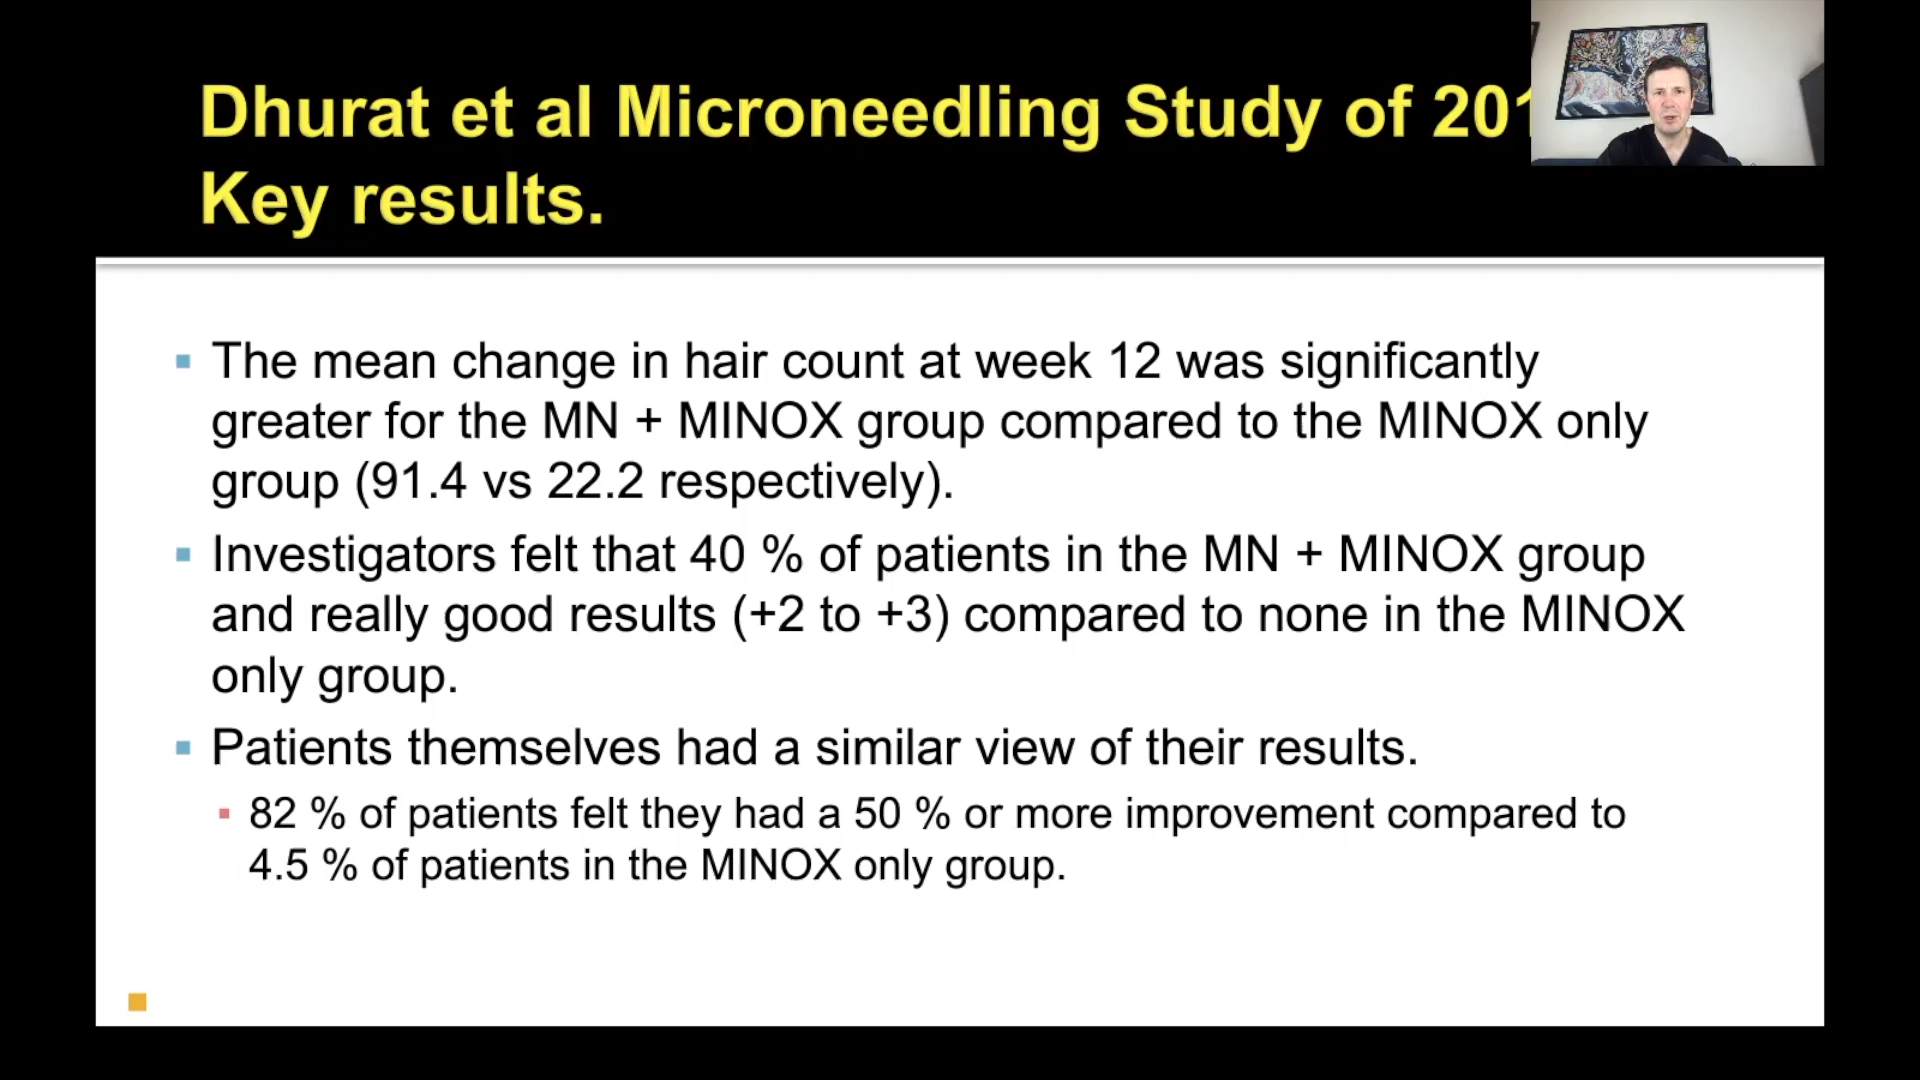 Dhurat et al Microneedling Study of 201
Key results.
The mean change in hair count at week 12 was significantly
greater for the MN + MINOX group compared to the MINOX only
group (91.4 vs 22.2 respectively).
Investigators felt that 40 % of patients in the MN + MINOX group
and really good results (+2 to +3) compared to none in the MINOX
only group.
Patients themselves had a similar view of their results.
82 % of patients felt they had a 50 % or more improvement compared to
4.5 % of patients in the MINOX only group.